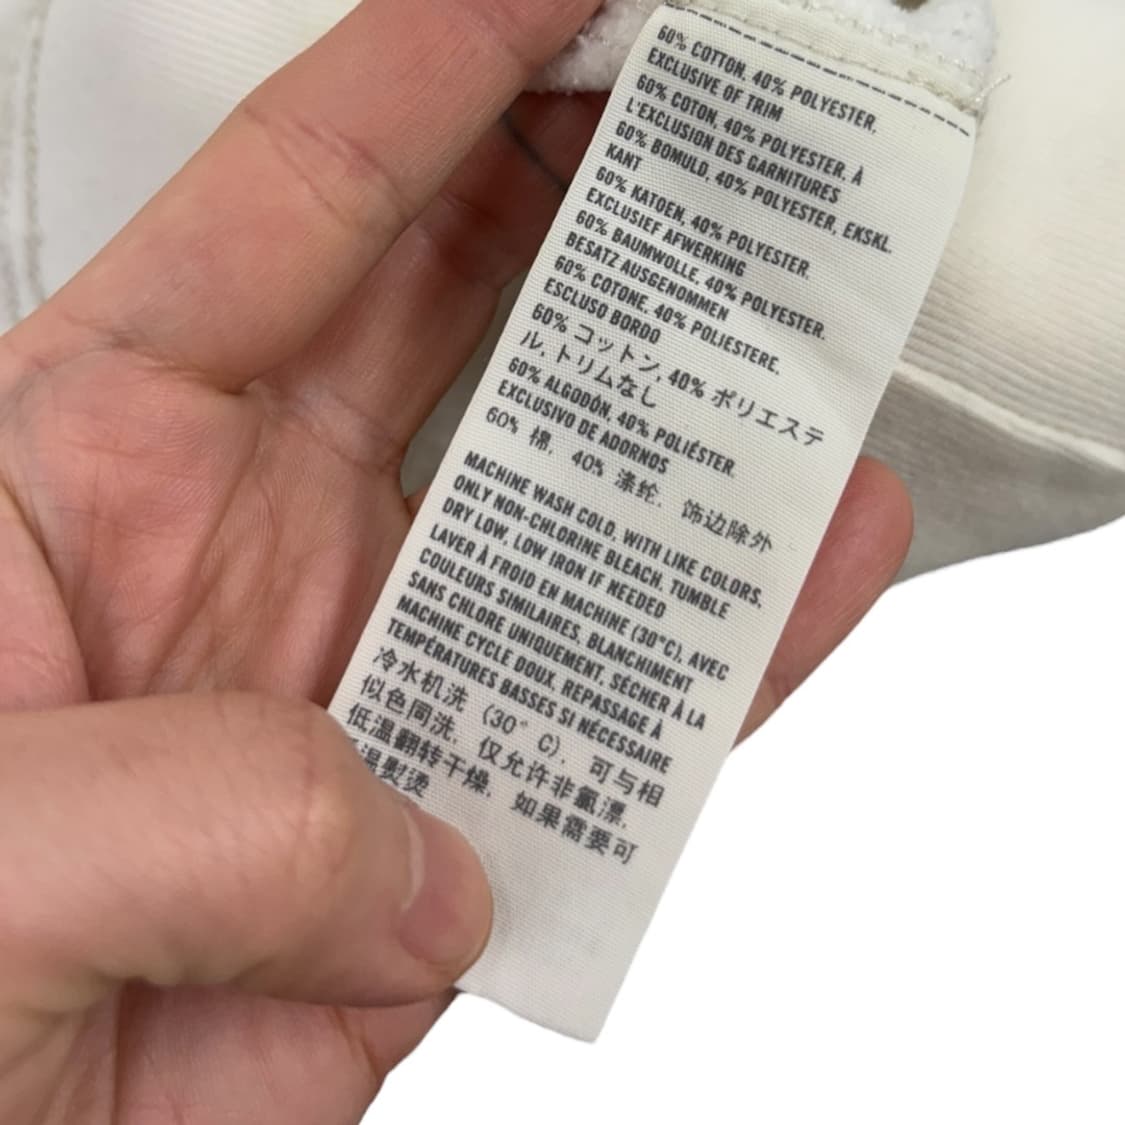 60% COTTON, 40% POLYESTER,
EXCLUSIVE OF TRIM
60% COTON, 40% POLYESTER, À
L'EXCLUSION DES GARNITURES
60% BOMULD, 40% POLYESTER, EKSKL.
KANT
60% KATOEN, 40% POLYESTER,
EXCLUSIEF AFWERKING
60% BAUMWOLLE, 40% POLYESTER,
BESATZ AUSGENOMMEN
60% COTONE, 40% POLIESTERE,
ESCLUSO BORDO
60% コットン, 40% ポリエステ
ル, トリムなし
60% ALGODÓN, 40% POLIÉSTER
EXCLUSIVO DE ADORNOS
60% 棉, 40% 涤纶, 饰边除外
MACHINE WASH COLD, WITH LIKE COLORS,
ONLY NON-CHLORINE BLEACH, TUMBLE
DRY LOW, LOW IRON IF NEEDED
LAVER À FROID EN MACHINE (30°C), AVEC
COULEURS SIMILAIRES, BLANCHIMENT
SANS CHLORE UNIQUEMENT, SÉCHER À LA
MACHINE CYCLE DOUX, REPASSAGE À
TEMPÉRATURES BASSES SI NÉCESSAIRE
冷水机洗 (30° C), 可与相
似色同洗, 仅允许非氯漂,
低温翻转干燥, 如果需要可
温熨烫